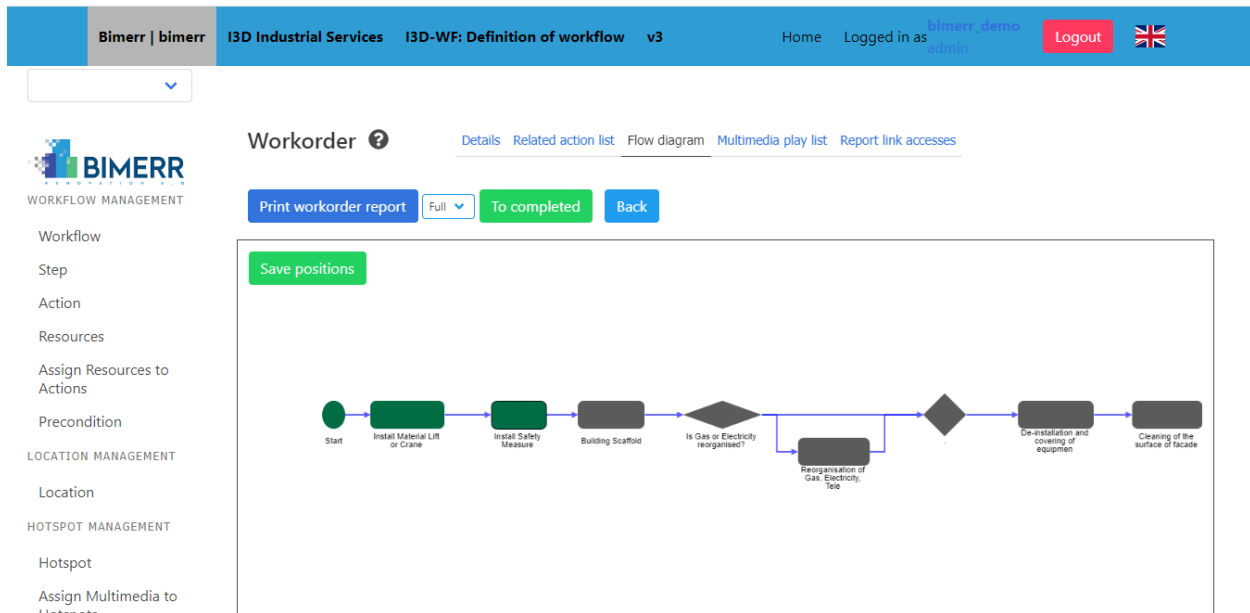 Bimerr | bimerr I3D Industrial Services I3D-WF: Definition of workflow v3 Home Logged in as bimerr_demo admin Logout
BIMERR
RENOVATION 4.0
WORKFLOW MANAGEMENT
Workflow
Step
Action
Resources
Assign Resources to
Actions
Precondition
LOCATION MANAGEMENT
Location
HOTSPOT MANAGEMENT
Hotspot
Assign Multimedia to
Hotspots
Workorder ?
Details Related action list Flow diagram Multimedia play list Report link accesses
Print workorder report Full To completed Back
Save positions
Start
Install Material Lift
or Crane
Install Safety
Measure
Building Scaffold
Is Gas or Electricity
reorganised?
Reorganisation of
Gas, Electricity,
Tele
.
De-installation and
covering of
equipmen
Cleaning of the
surface of facade